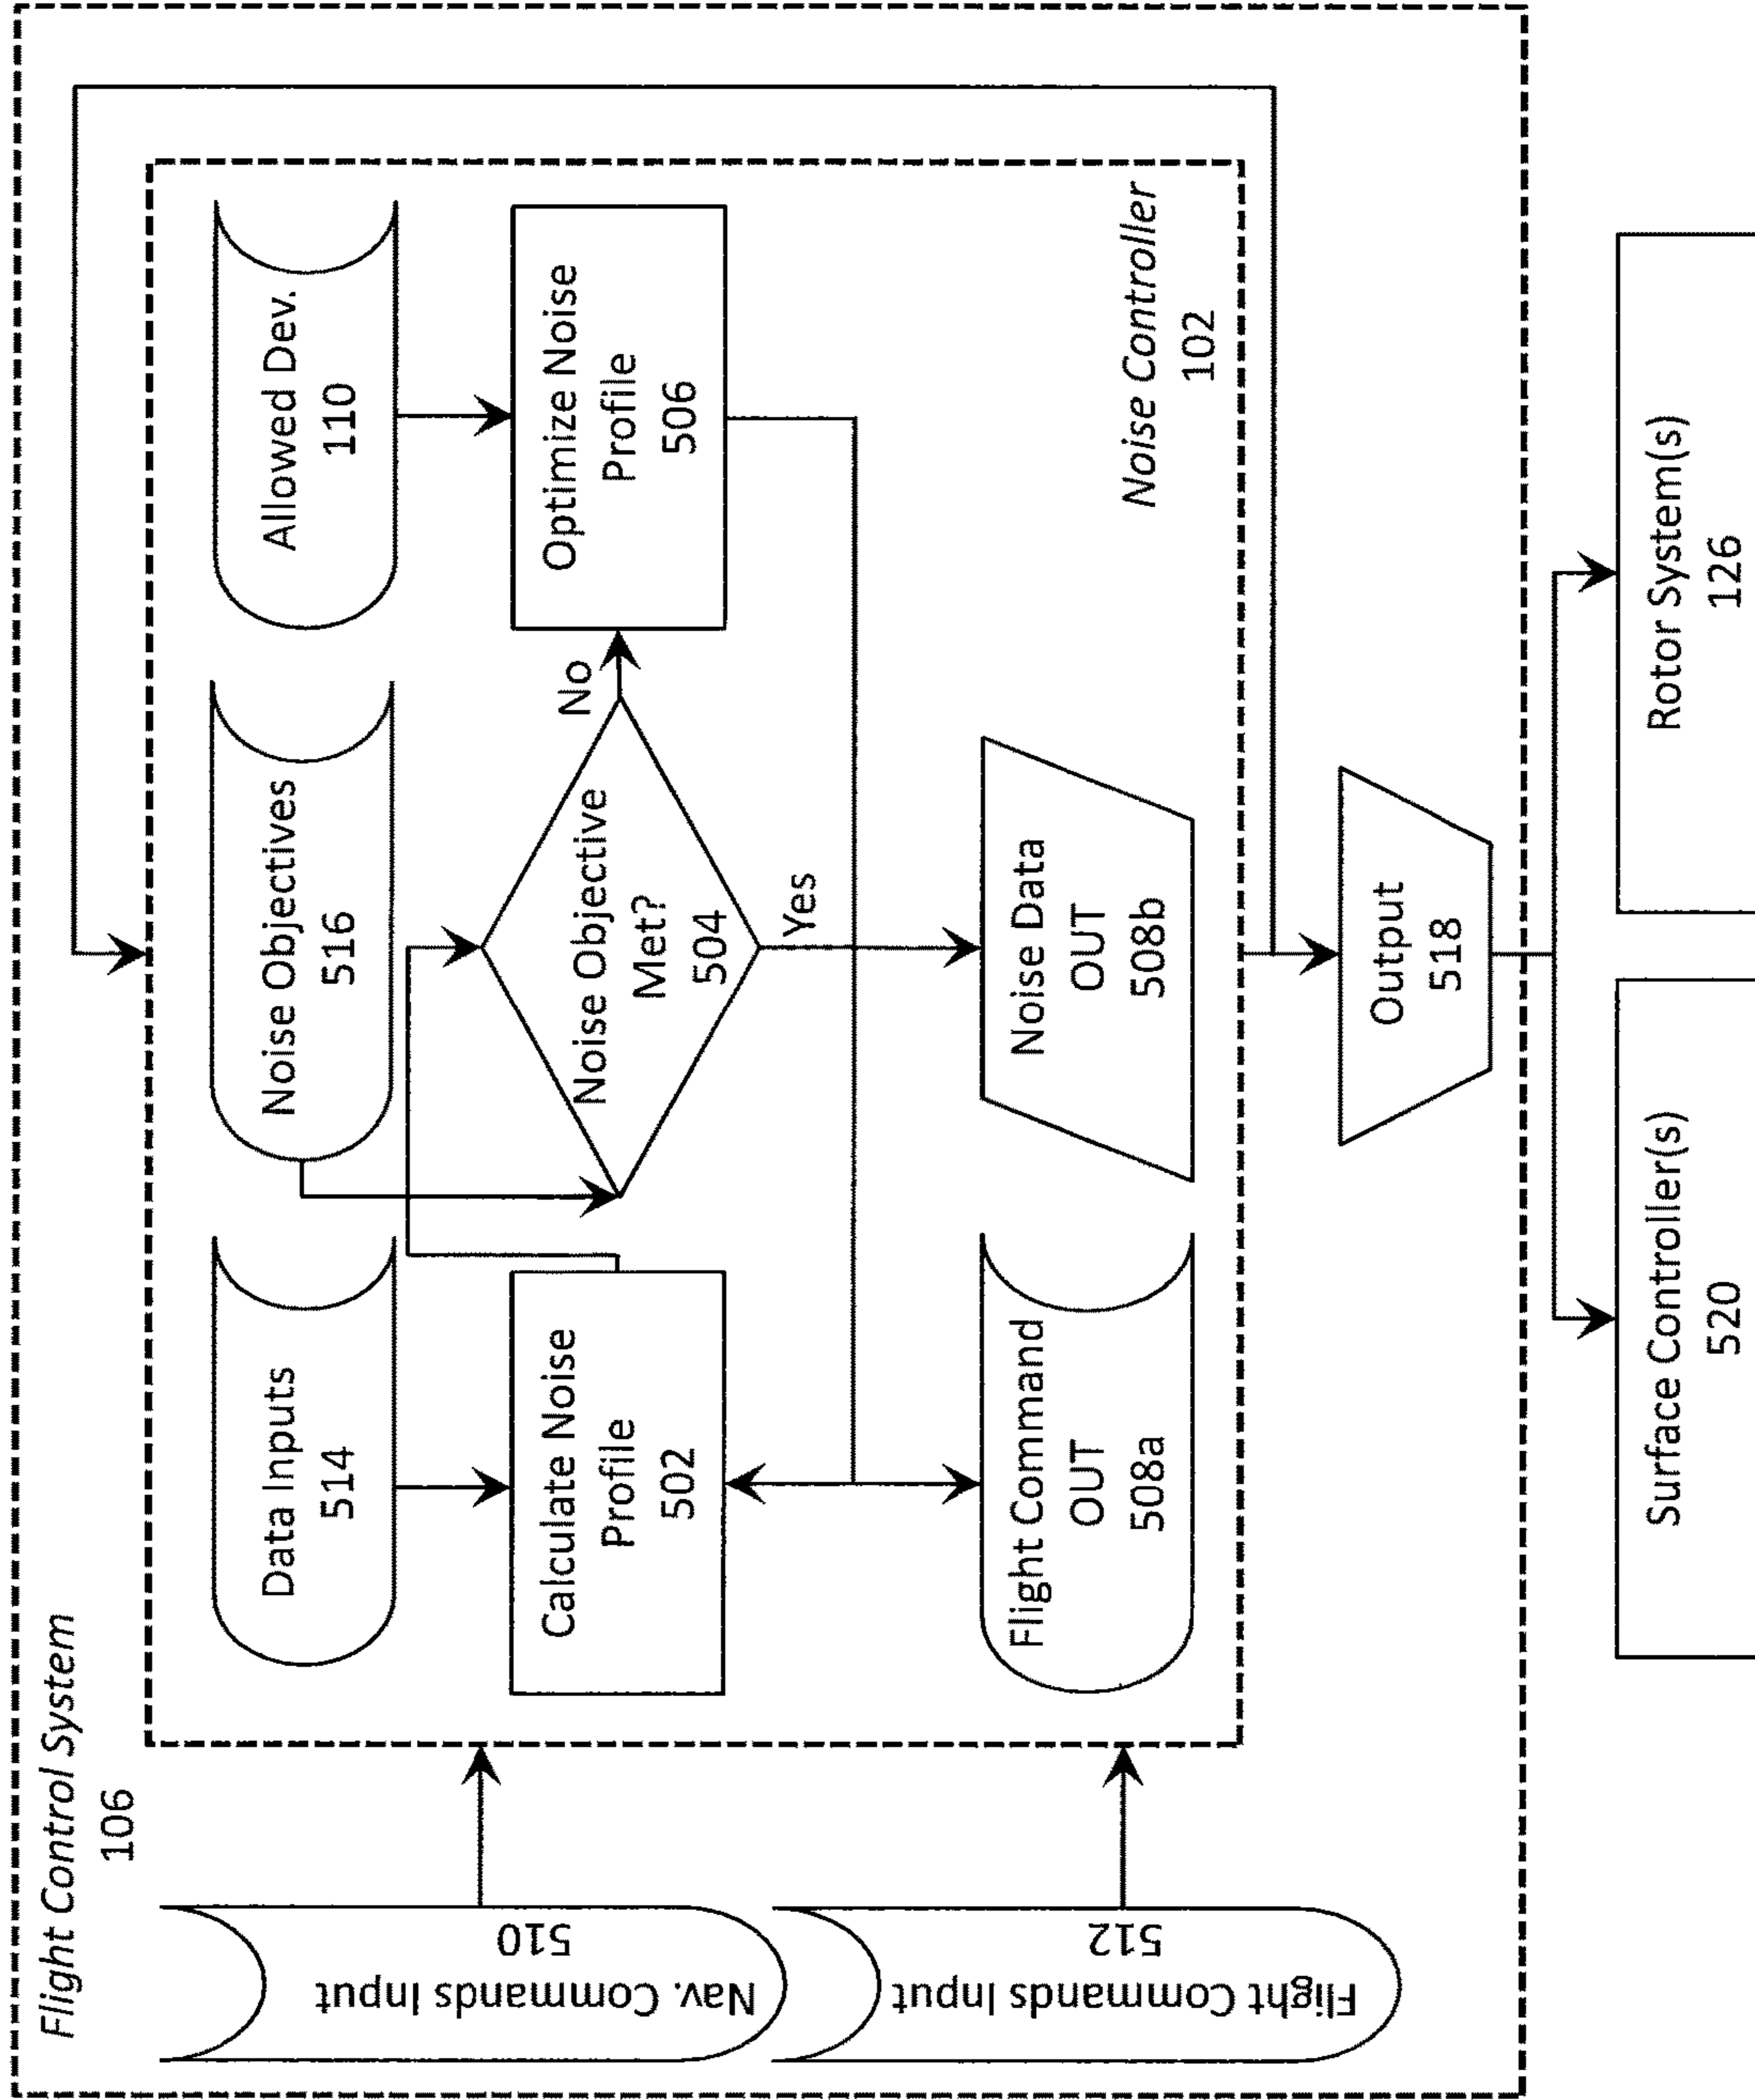 Flight Control System
106
Nav. Commands Input
510
Flight Commands Input
512
Data Inputs
514
Noise Objectives
516
Allowed Dev.
110
Calculate Noise
Profile
502
Noise Objective
Met?
504
No
Yes
Optimize Noise
Profile
506
Flight Command
OUT
508a
Noise Data
OUT
508b
Noise Controller
102
Output
518
Surface Controller(s)
520
Rotor System(s)
126